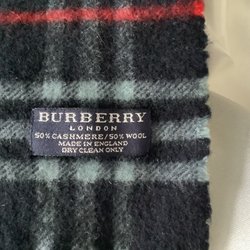 BURBERRY
LONDON
50% CASHMERE/50% WOOL
MADE IN ENGLAND
DRY CLEAN ONLY